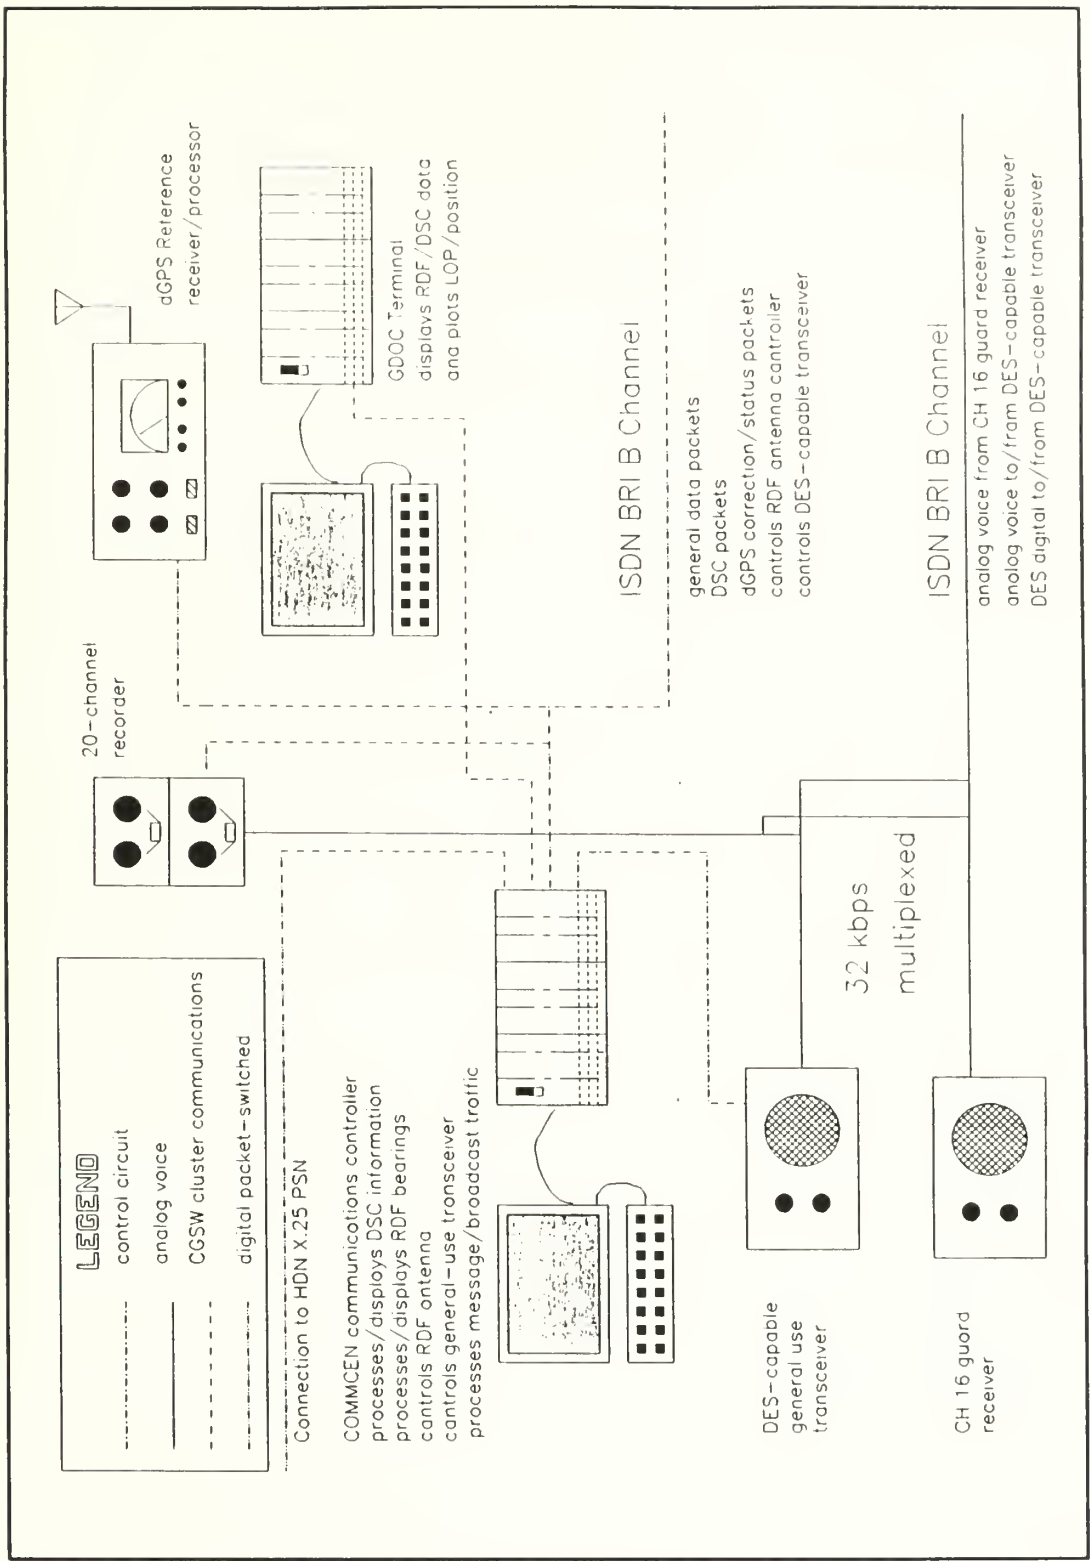 LEGEND
control circuit
analog voice
CGSW cluster communications
digital packet-switched
Connection to HDN X.25 PSN
COMMCEN communications controller
processes/displays DSC information
processes/displays RDF bearings
controls RDF antenna
controls general-use transceiver
processes message/broadcast traffic
20-channel
recorder
dGPS Reference
receiver/processor
GDOC Terminal
displays RDF/DSC data
and plots LOP/position
ISDN BRI B Channel
general data packets
DSC packets
dGPS correction/status packets
controls RDF antenna controller
controls DES-capable transceiver
DES-capable
general use
transceiver
32 kbps
multiplexed
CH 16 guard
receiver
ISDN BRI B Channel
analog voice from CH 16 guard receiver
analog voice to/from DES-capable transceiver
DES digital to/from DES-capable transceiver